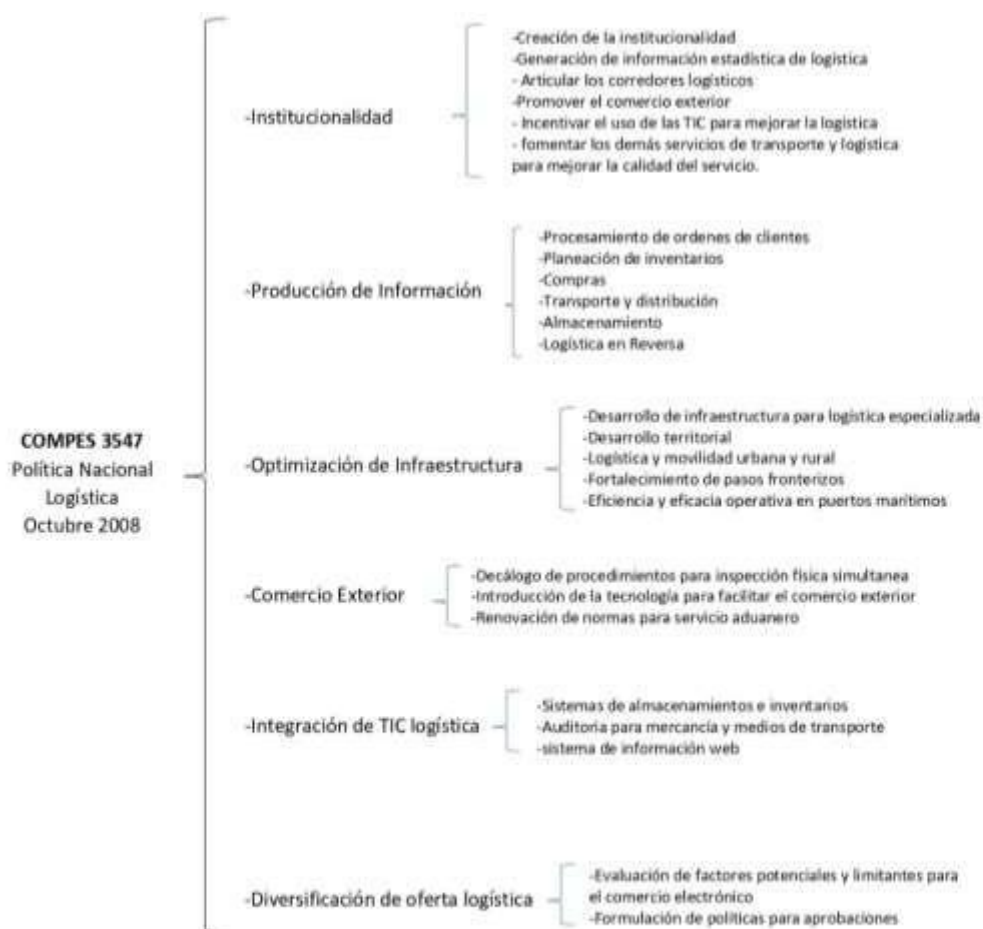 COMPES 3547
Política Nacional
Logística
Octubre 2008
-Institucionalidad
-Creación de la institucionalidad
-Generación de información estadística de logística
- Articular los corredores logísticos
-Promover el comercio exterior
- Incentivar el uso de las TIC para mejorar la logística
- fomentar los demás servicios de transporte y logística
para mejorar la calidad del servicio.
-Producción de Información
-Procesamiento de ordenes de clientes
-Planeación de inventarios
-Compras
-Transporte y distribución
-Almacenamiento
-Logística en Reversa
-Optimización de Infraestructura
-Desarrollo de infraestructura para logística especializada
-Desarrollo territorial
-Logística y movilidad urbana y rural
-Fortalecimiento de pasos fronterizos
-Eficiencia y eficacia operativa en puertos marítimos
-Comercio Exterior
-Decálogo de procedimientos para inspección física simultanea
-Introducción de la tecnología para facilitar el comercio exterior
-Renovación de normas para servicio aduanero
-Integración de TIC logística
-Sistemas de almacenamientos e inventarios
-Auditoria para mercancía y medios de transporte
-sistema de información web
-Diversificación de oferta logística
-Evaluación de factores potenciales y limitantes para
el comercio electrónico
-Formulación de políticas para aprobaciones